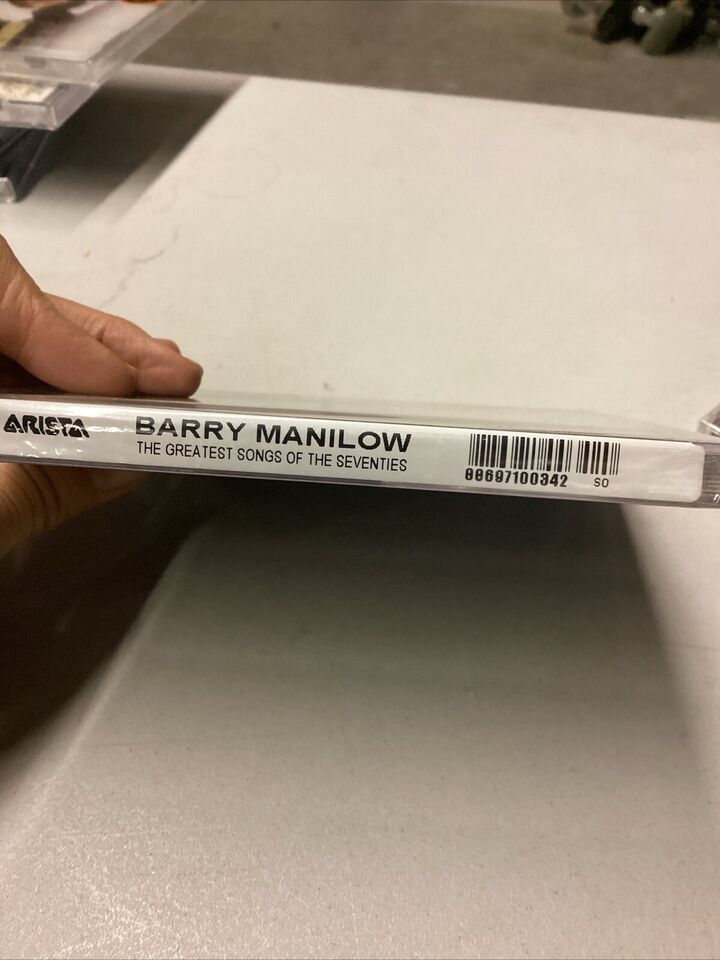 ARISTA
BARRY MANILOW
THE GREATEST SONGS OF THE SEVENTIES
88697100342
SO